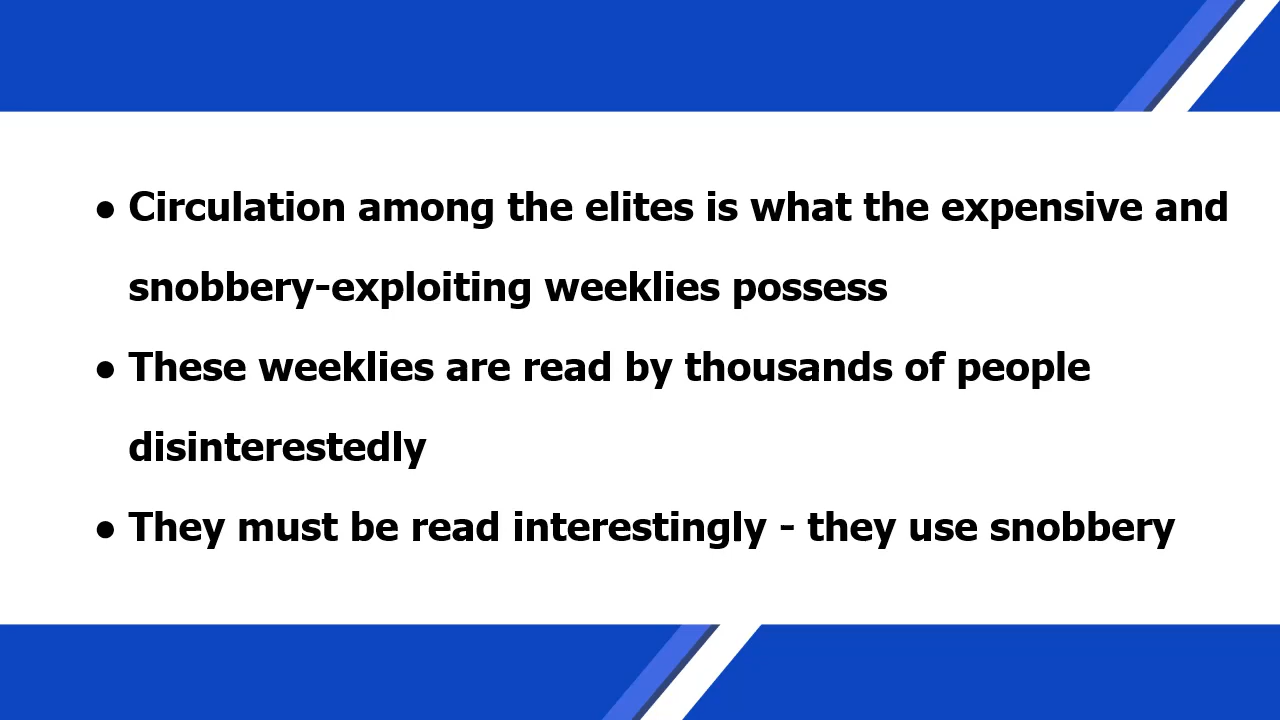 ● Circulation among the elites is what the expensive and
snobbery-exploiting weeklies possess
● These weeklies are read by thousands of people
disinterestedly
● They must be read interestingly - they use snobbery